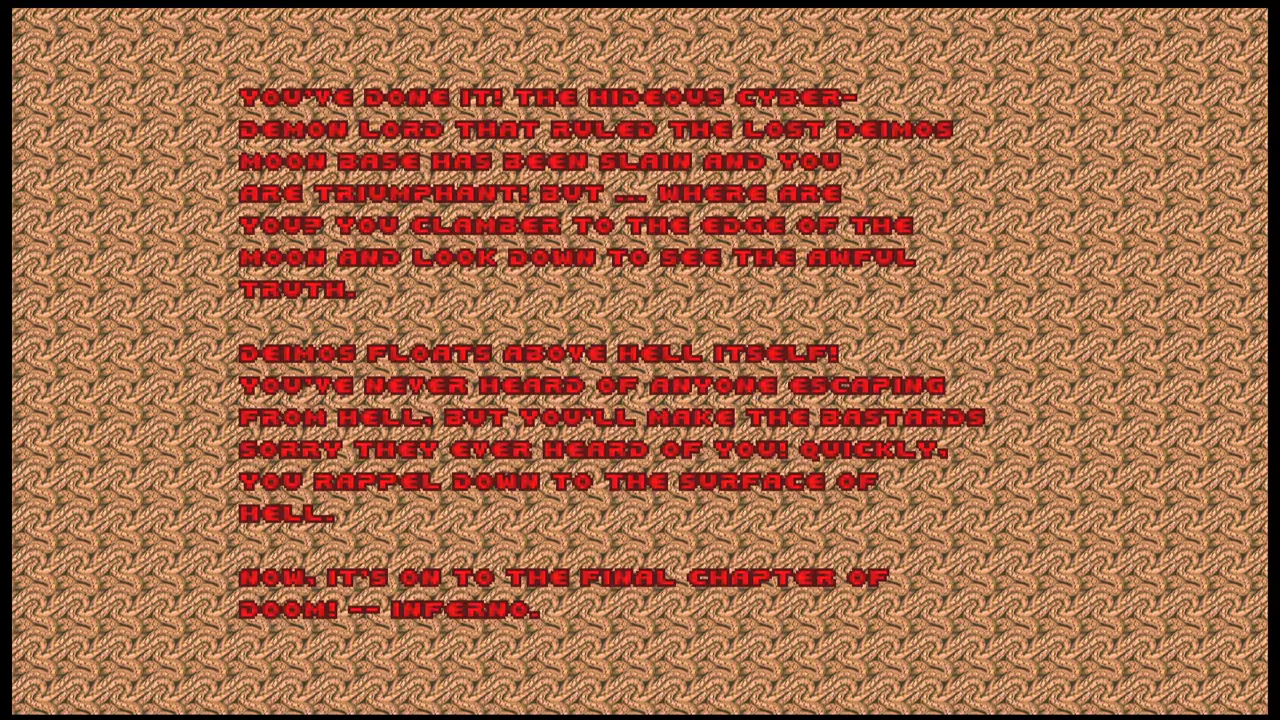 YOU'VE DONE IT! THE HIDEOUS CYBER-
DEMON LORD THAT RULED THE LOST DEIMOS
MOON BASE HAS BEEN SLAIN AND YOU
ARE TRIUMPHANT! BUT ... WHERE ARE
YOU? YOU CLAMBER TO THE EDGE OF THE
MOON AND LOOK DOWN TO SEE THE AWFUL
TRUTH.
DEIMOS FLOATS ABOVE HELL ITSELF!
YOU'VE NEVER HEARD OF ANYONE ESCAPING
FROM HELL, BUT YOU'LL MAKE THE BASTARDS
SORRY THEY EVER HEARD OF YOU! QUICKLY,
YOU RAPPEL DOWN TO THE SURFACE OF
HELL.
NOW, IT'S ON TO THE FINAL CHAPTER OF
DOOM! -- INFERNO.